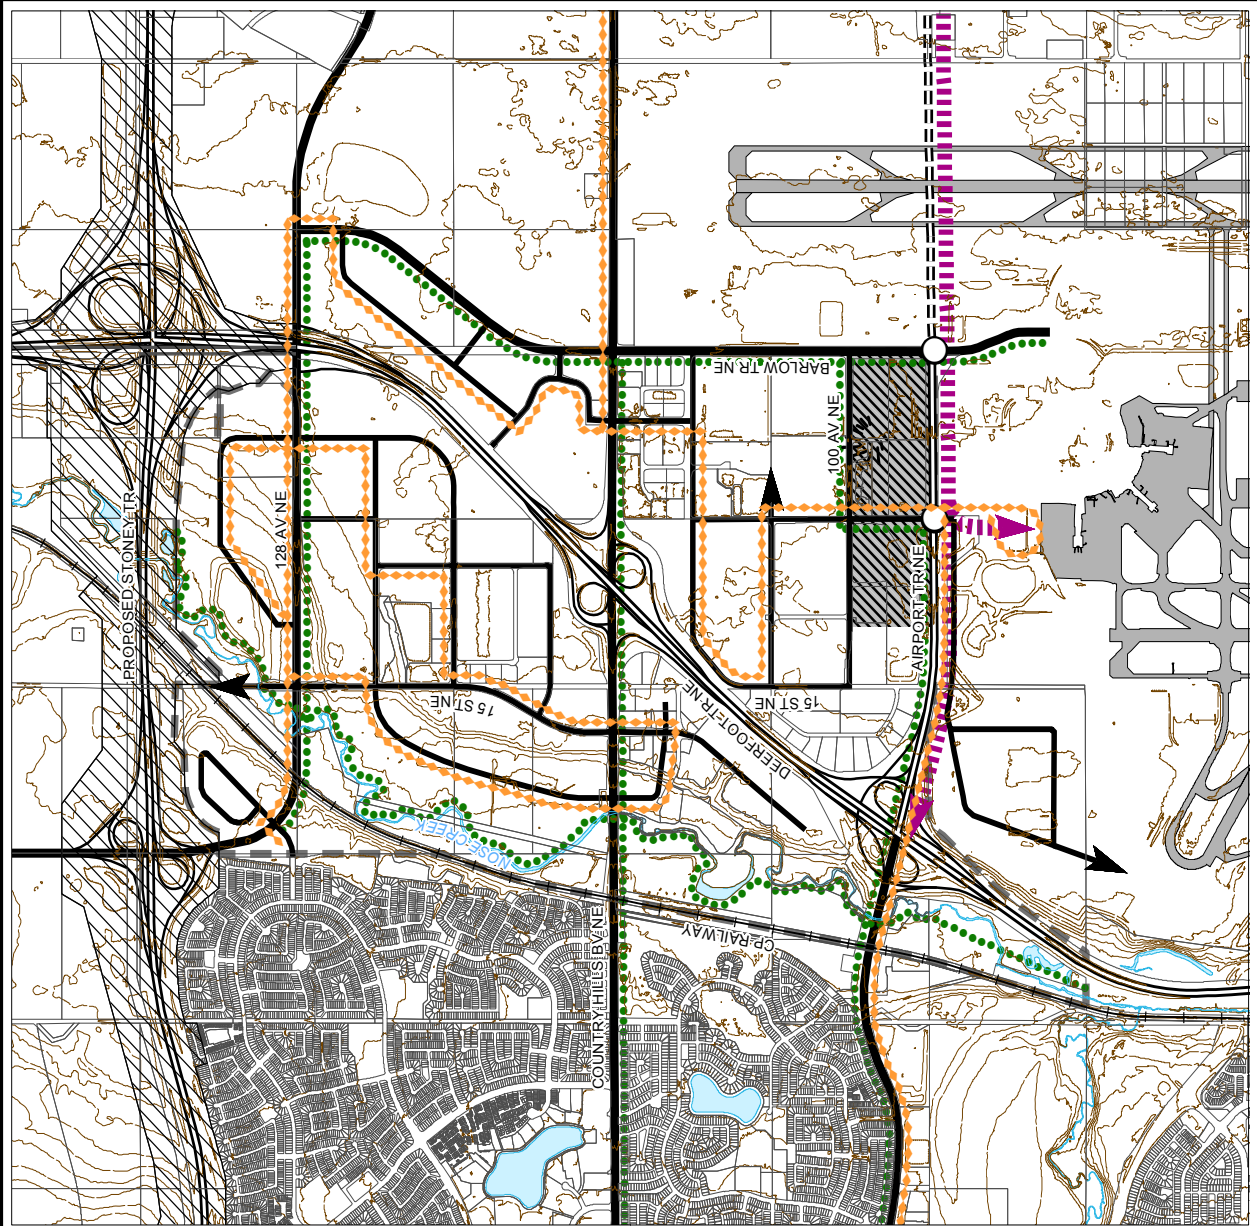 PROPOSED STONEY TR
128 AV NE
BARLOW TR NE
100 AV NE
AIRPORT TR NE
15 ST NE
15 ST NE
DEERFOOT TR NE
NOSE CREEK
CP RAILWAY
COUNTRY HILLS BV NE